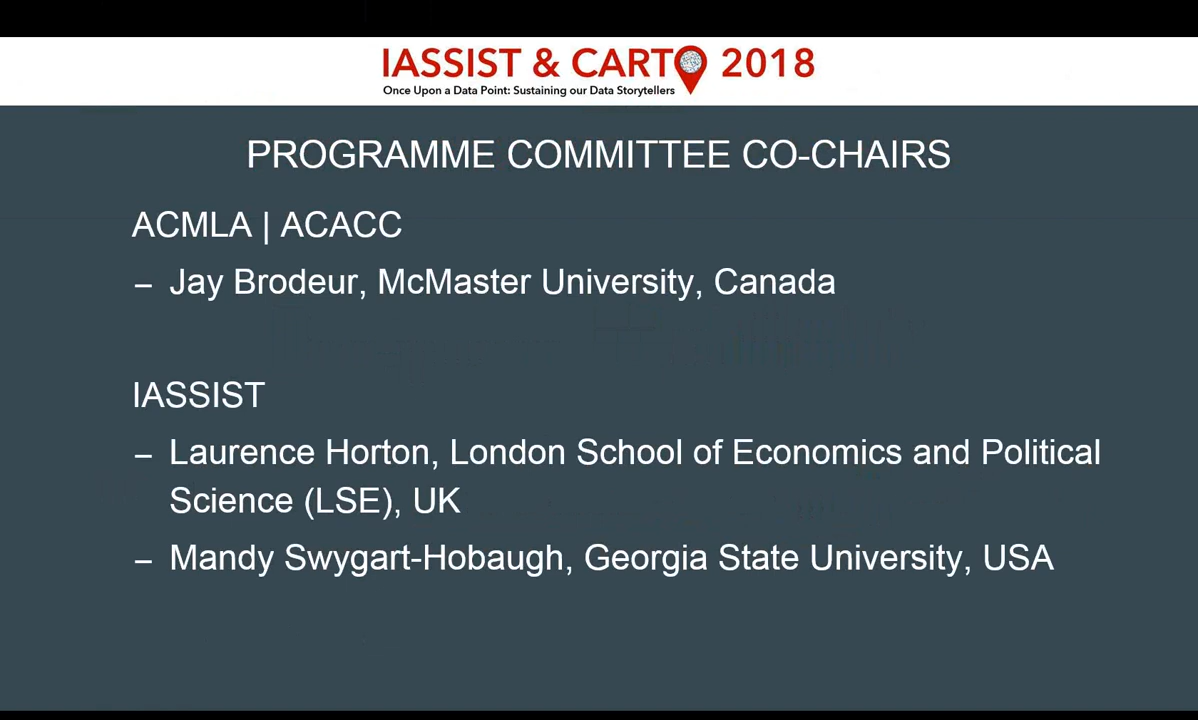 IASSIST & CARTO 2018
Once Upon a Data Point: Sustaining our Data Storytellers
PROGRAMME COMMITTEE CO-CHAIRS
ACMLA | ACACC
– Jay Brodeur, McMaster University, Canada
IASSIST
– Laurence Horton, London School of Economics and Political
Science (LSE), UK
– Mandy Swygart-Hobaugh, Georgia State University, USA